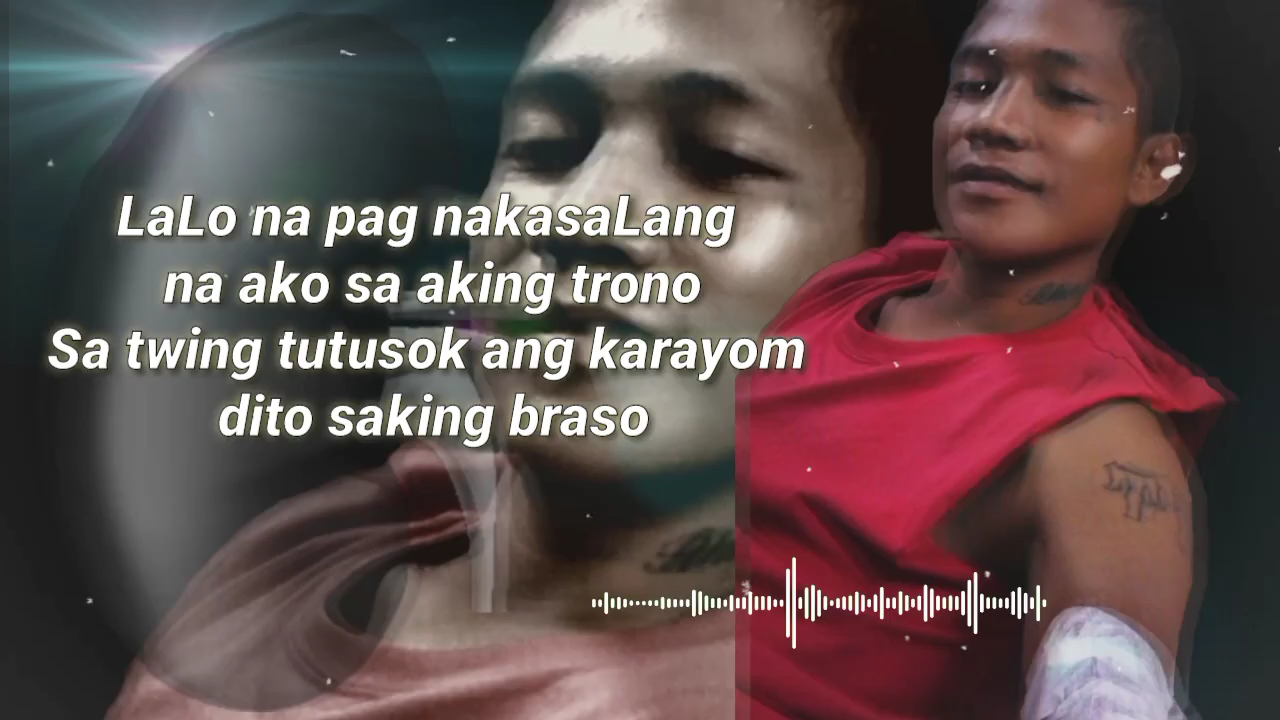 LaLo na pag nakasaLang
na ako sa aking trono
Sa twing tutusok ang karayom
dito saking braso